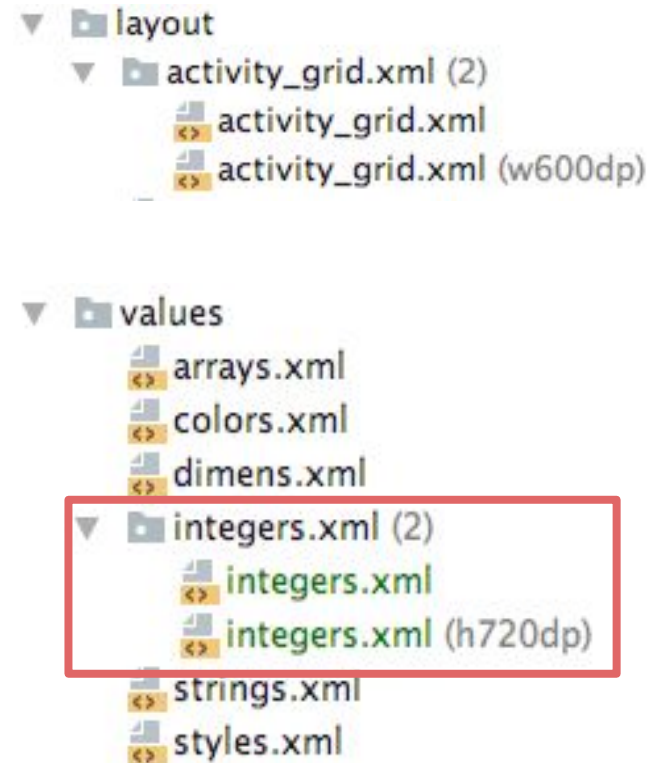 layout
activity_grid.xml (2)
activity_grid.xml
activity_grid.xml (w600dp)
values
arrays.xml
colors.xml
dimens.xml
integers.xml (2)
integers.xml
integers.xml (h720dp)
strings.xml
styles.xml